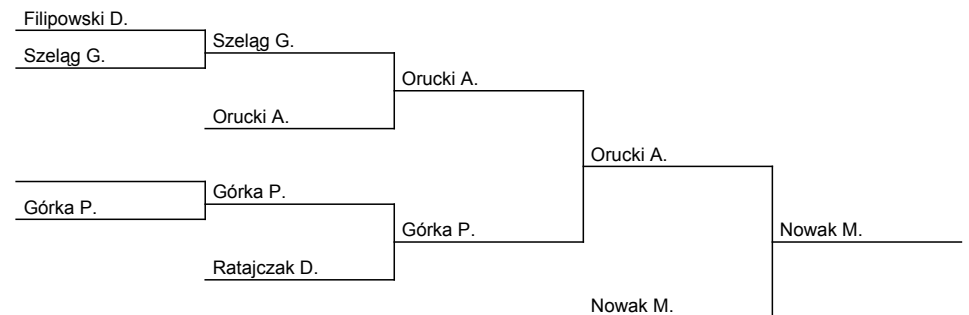 Filipowski D.
Szeląg G.
Szeląg G.
Orucki A.
Orucki A.
Orucki A.
Górka P.
Górka P.
Górka P.
Nowak M.
Ratajczak D.
Nowak M.